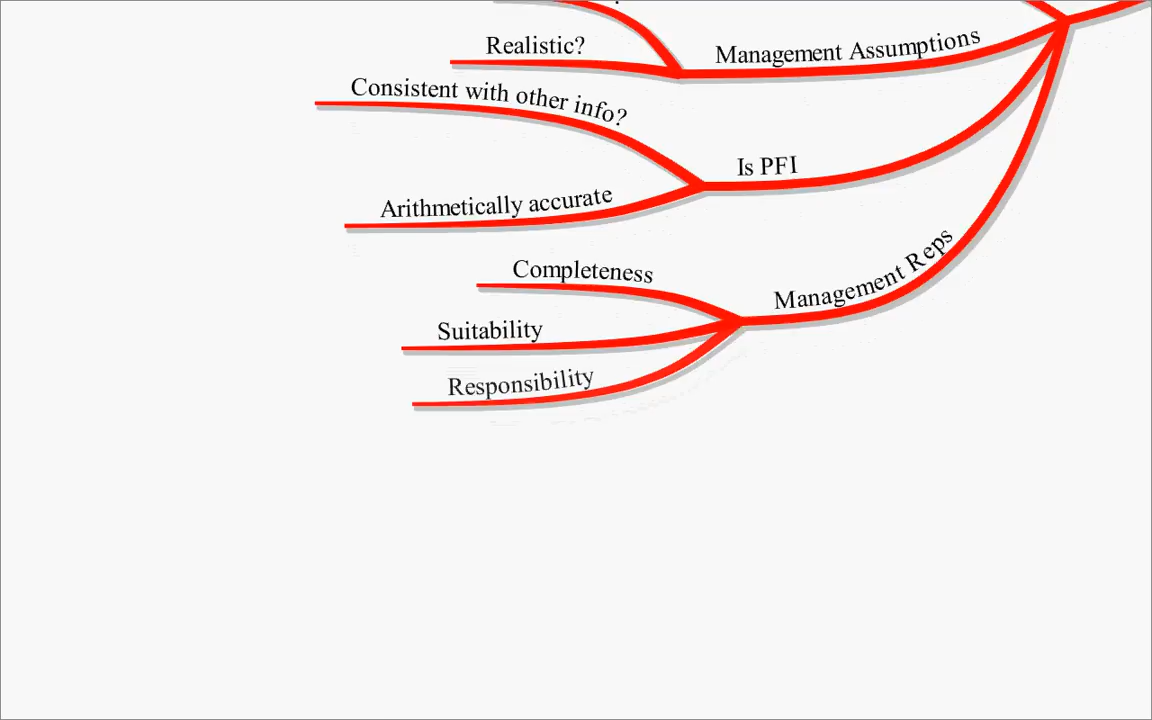 Realistic?
Management Assumptions
Consistent with other info?
Is PFI
Arithmetically accurate
Completeness
Management Reps
Suitability
Responsibility